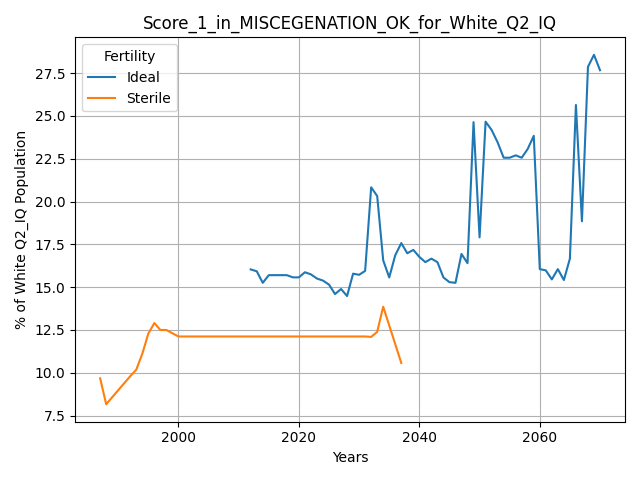 Score_1_in_MISCEGENATION_OK_for_White_Q2_IQ
Fertility
Ideal
Sterile
% of White Q2_IQ Population
27.5
25.0
22.5
20.0
17.5
15.0
12.5
10.0
7.5
2000
2020
2040
2060
Years